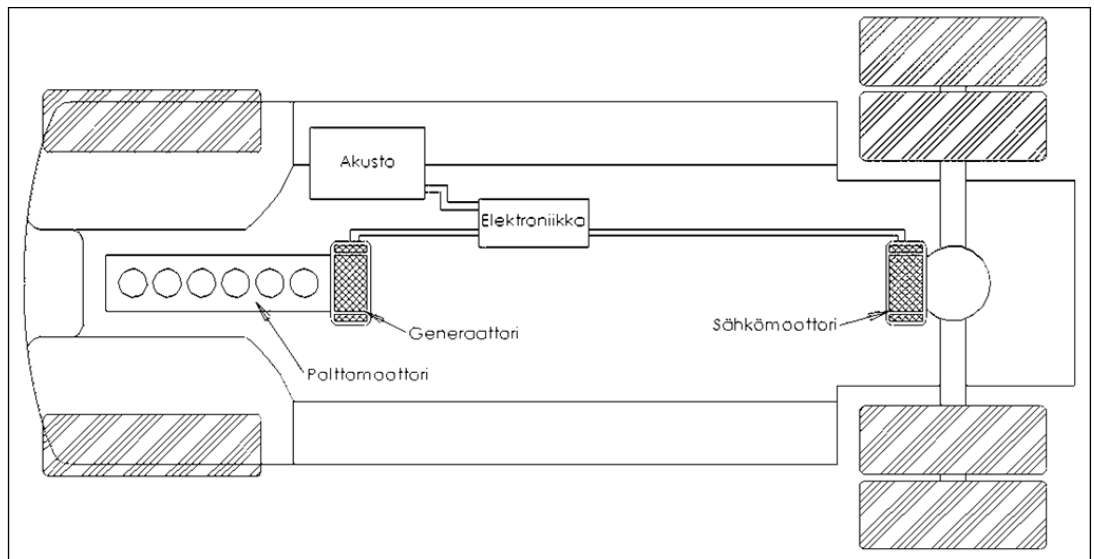 Akusto
Elektroniikka
Generaattori
Sähkömoottori
Polttomoottori